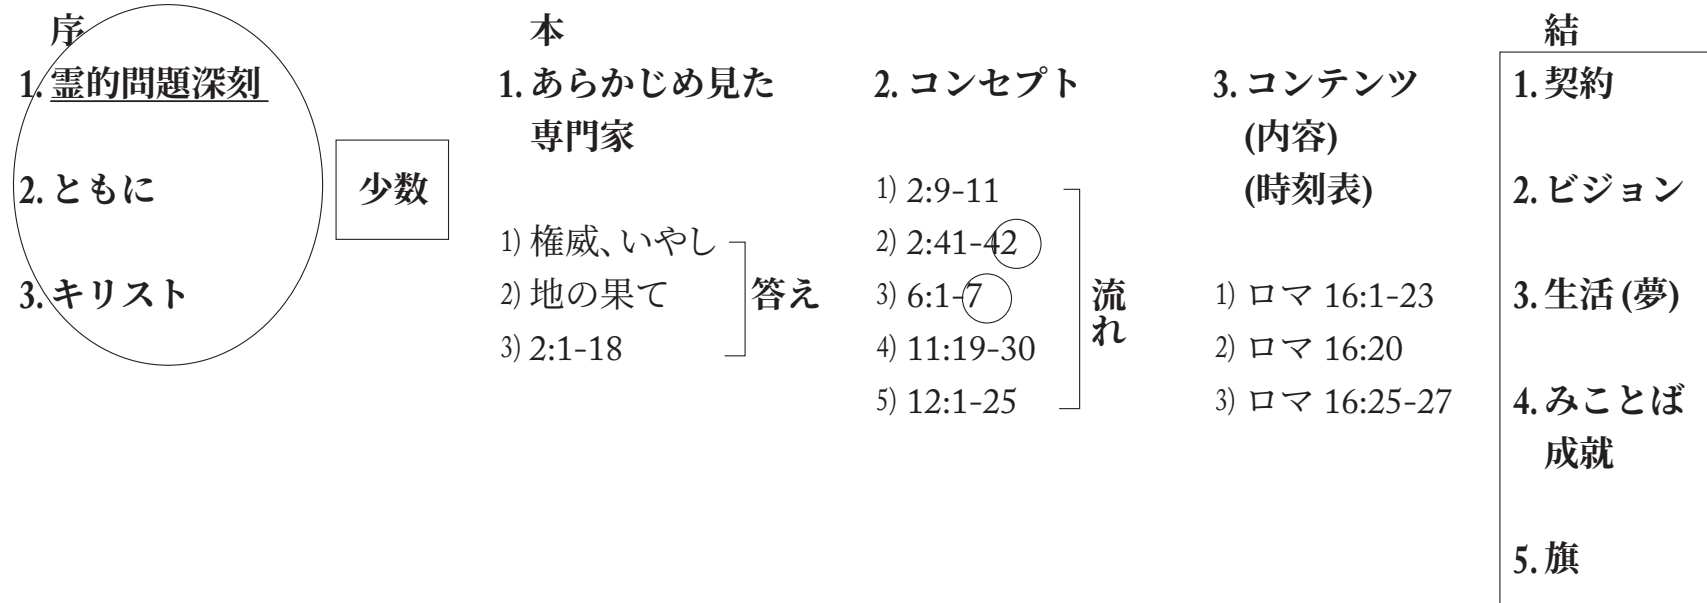 序
1. 霊的問題深刻
2. ともに
3. キリスト
少数
本
1. あらかじめ見た
専門家
1) 権威、いやし
2) 地の果て
3) 2:1-18
答え
2. コンセプト
1) 2:9-11
2) 2:41-42
3) 6:1-7
4) 11:19-30
5) 12:1-25
流れ
3. コンテンツ
(内容)
(時刻表)
1) ロマ 16:1-23
2) ロマ 16:20
3) ロマ 16:25-27
結
1. 契約
2. ビジョン
3. 生活 (夢)
4. みことば
成就
5. 旗